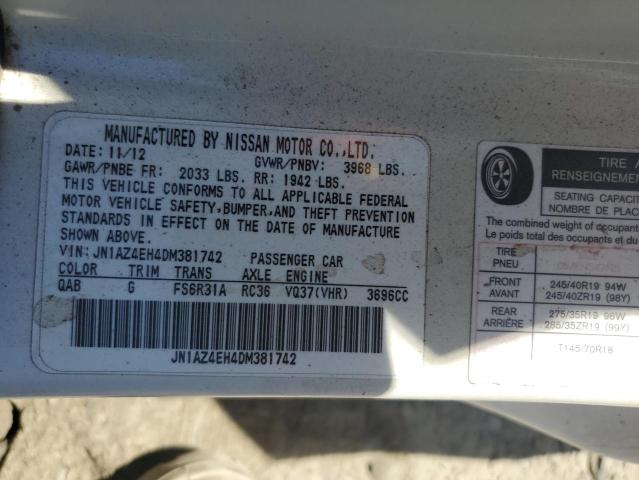 MANUFACTURED BY NISSAN MOTOR CO.,LTD.
DATE: 11/12 GVWR/PNBV: 3968 LBS.
GAWR/PNBE FR: 2033 LBS. RR: 1942 LBS.
THIS VEHICLE CONFORMS TO ALL APPLICABLE FEDERAL
MOTOR VEHICLE SAFETY,BUMPER,AND THEFT PREVENTION
STANDARDS IN EFFECT ON THE DATE OF MANUFACTURE
SHOWN ABOVE.
VIN: JN1AZ4EH4DM381742 PASSENGER CAR
COLOR TRIM TRANS AXLE ENGINE
QAB G FS6R31A RC36 VQ37(VHR) 3696CC
JN1AZ4EH4DM381742
TIRE A
RENSEIGNEMEN
SEATING CAPACIT
NOMBRE DE PLAC
The combined weight of occupant
Le poids total des occupants et du
TIRE
PNEU
FRONT 245/40R19 94W
AVANT 245/40ZR19 (98Y)
REAR 275/35R19 96W
ARRIÈRE 285/35ZR19 (99Y)
T145/70R18